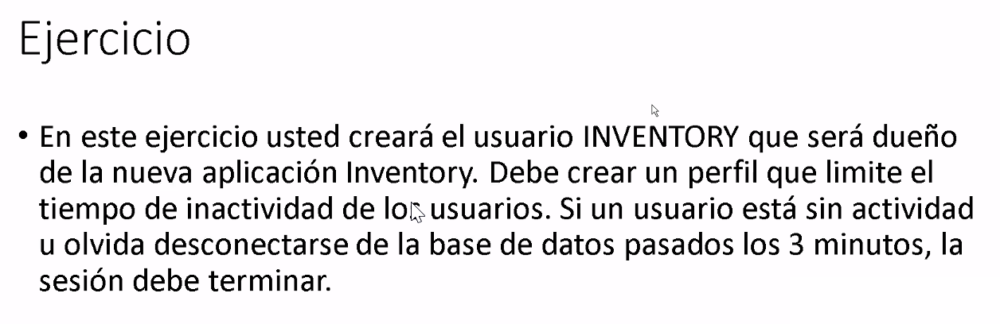 Ejercicio
• En este ejercicio usted creará el usuario INVENTORY que será dueño
de la nueva aplicación Inventory. Debe crear un perfil que limite el
tiempo de inactividad de los usuarios. Si un usuario está sin actividad
u olvida desconectarse de la base de datos pasados los 3 minutos, la
sesión debe terminar.